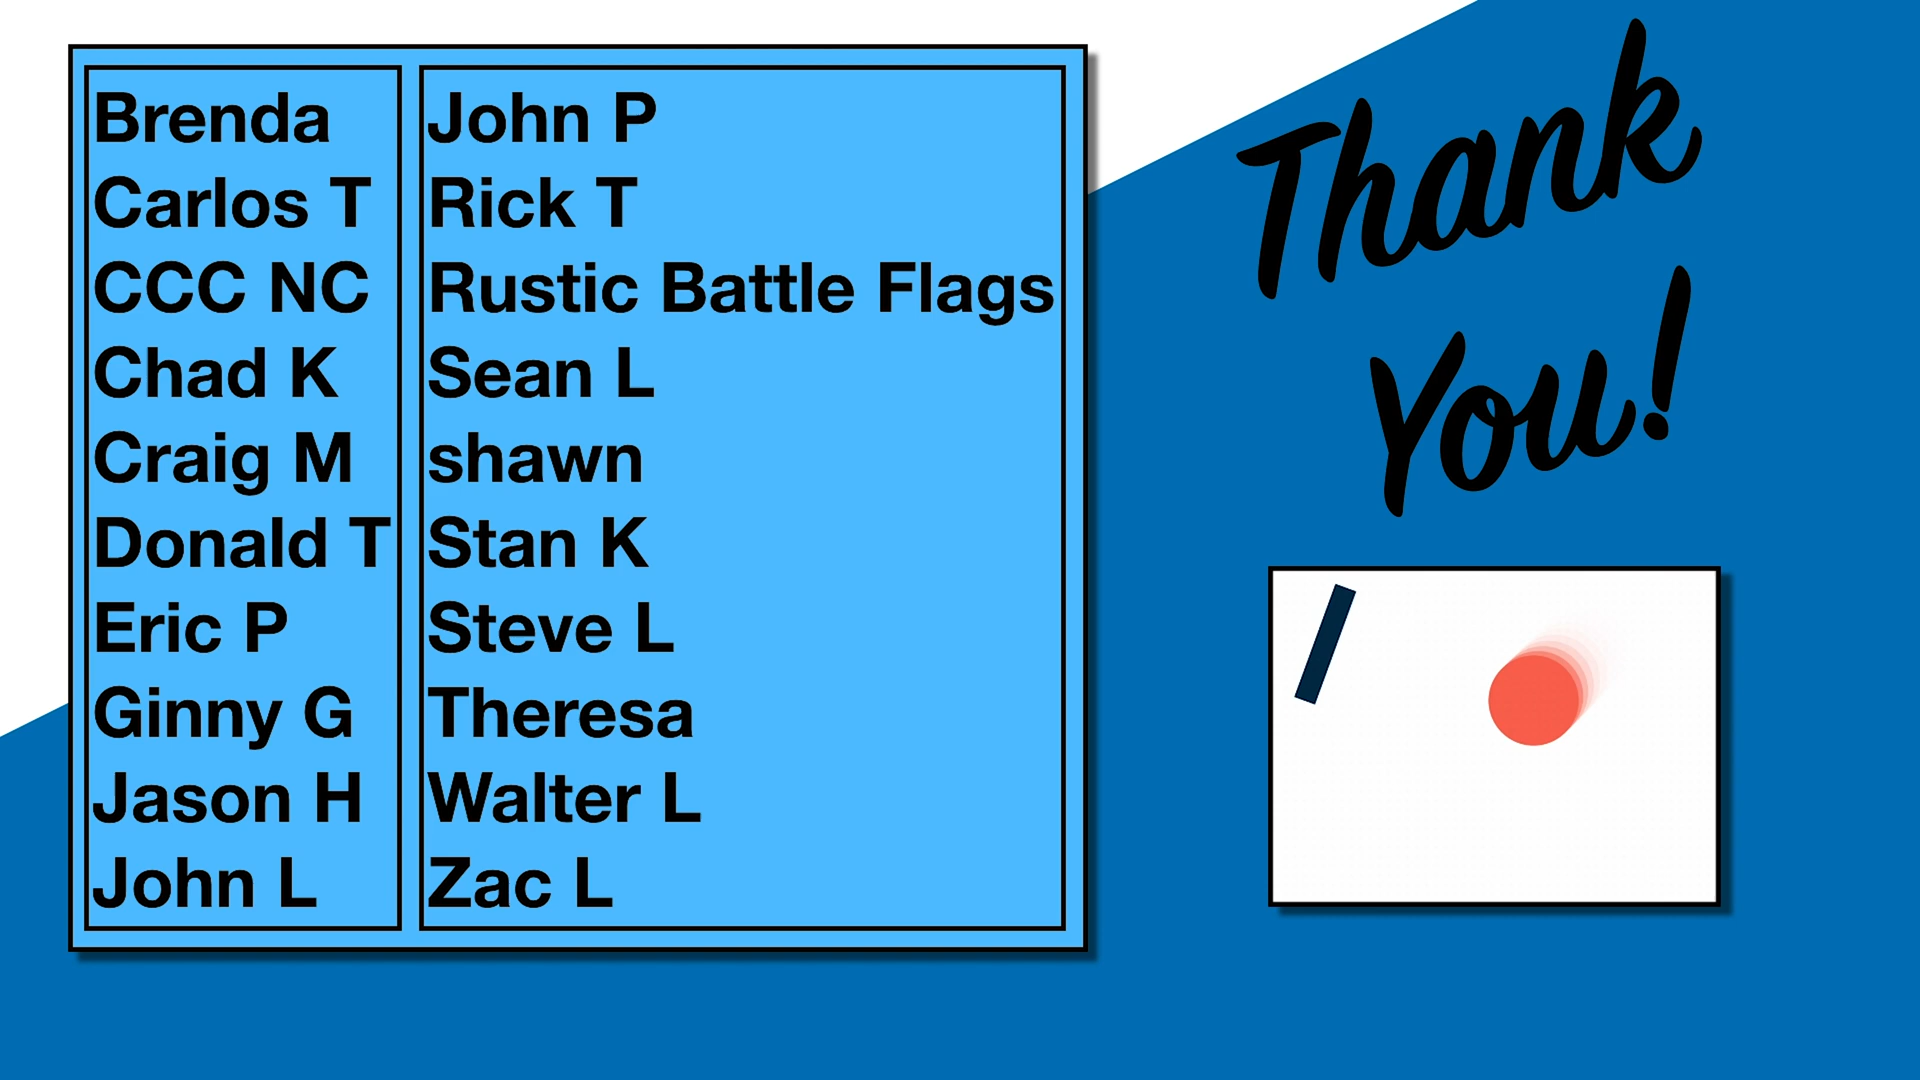 Brenda
Carlos T
CCC NC
Chad K
Craig M
Donald T
Eric P
Ginny G
Jason H
John L
John P
Rick T
Rustic Battle Flags
Sean L
shawn
Stan K
Steve L
Theresa
Walter L
Zac L
Thank
You!